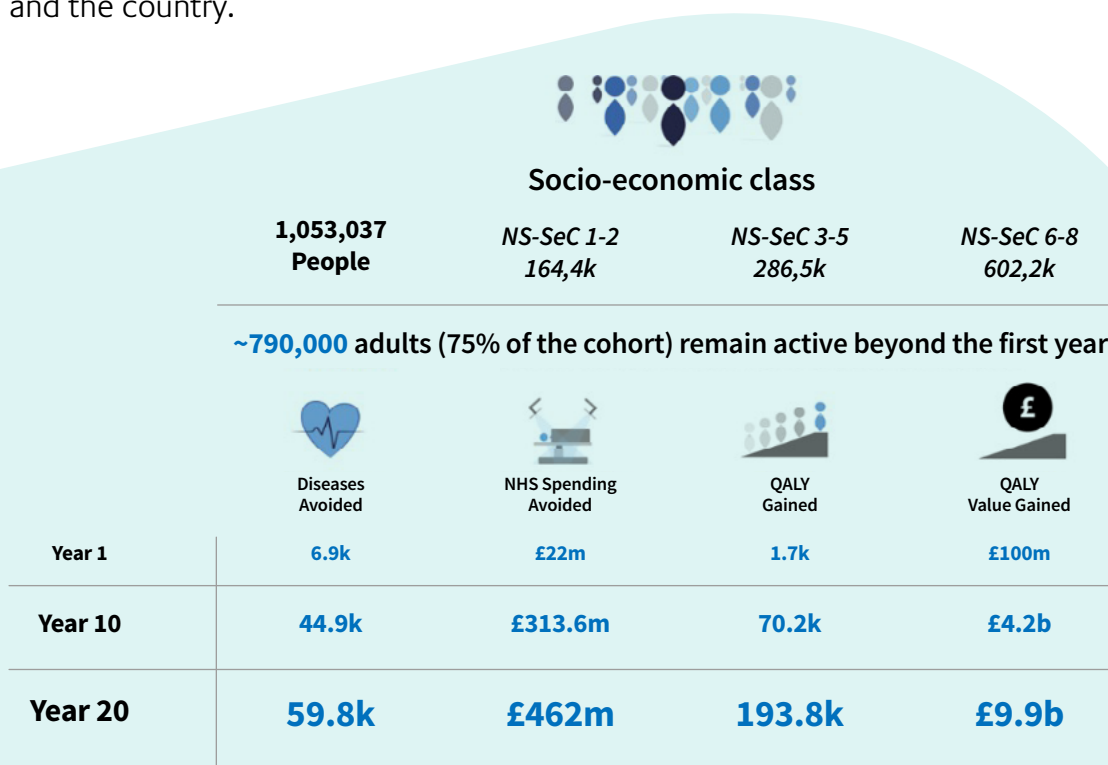 and the country.
Socio-economic class
1,053,037 NS-SeC 1-2 NS-SeC 3-5 NS-SeC 6-8
People 164,4k 286,5k 602,2k
~790,000 adults (75% of the cohort) remain active beyond the first year
£
Diseases NHS Spending QALY QALY
Avoided Avoided Gained Value Gained
Year 1 6.9k £22m 1.7k £100m
Year 10 44.9k £313.6m 70.2k £4.2b
Year 20 59.8k £462m 193.8k £9.9b